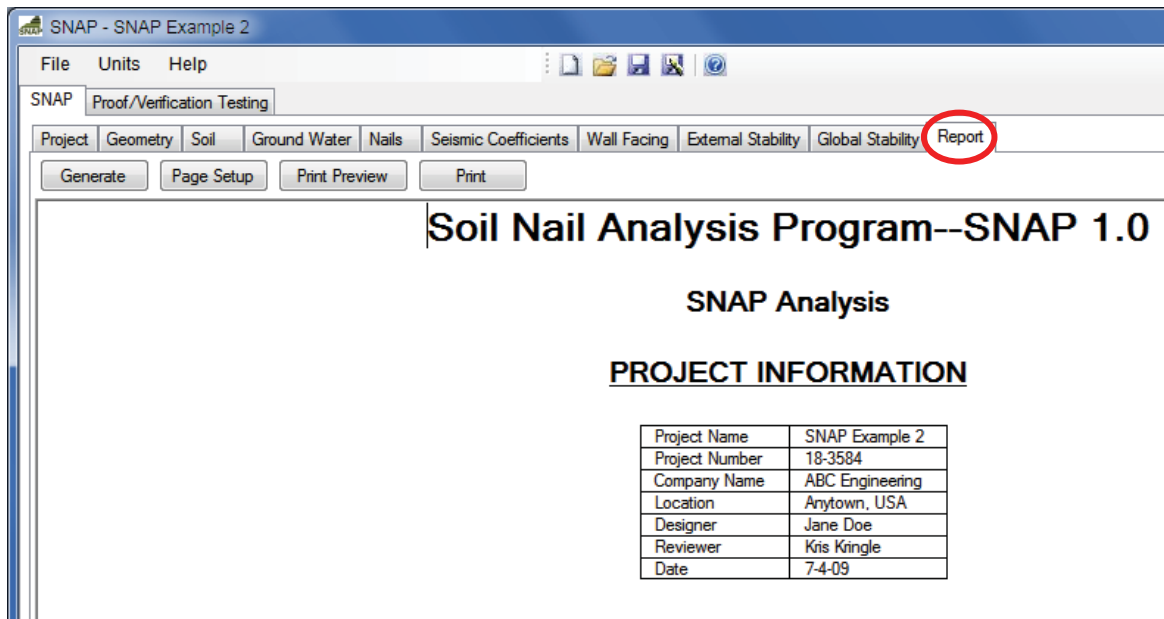 SNAP - SNAP Example 2
File Units Help
SNAP Proof/Verification Testing
Project Geometry Soil Ground Water Nails Seismic Coefficients Wall Facing External Stability Global Stability Report
Generate Page Setup Print Preview Print
Soil Nail Analysis Program--SNAP 1.0
SNAP Analysis
PROJECT INFORMATION
Project Name SNAP Example 2
Project Number 18-3584
Company Name ABC Engineering
Location Anytown, USA
Designer Jane Doe
Reviewer Kris Kringle
Date 7-4-09